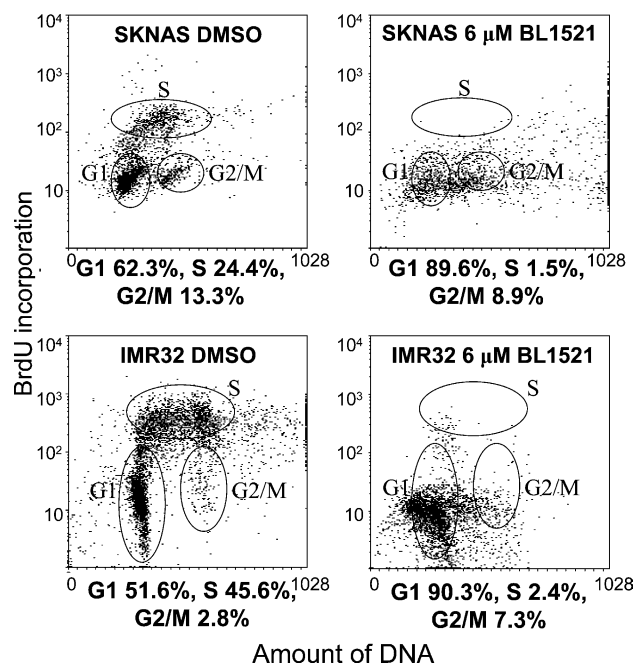 SKNAS DMSO
10⁴
10³
10²
10
S
G1
G2/M
0
1028
G1 62.3%, S 24.4%,
G2/M 13.3%
SKNAS 6 µM BL1521
10⁴
10³
10²
10
S
G1
G2/M
0
1028
G1 89.6%, S 1.5%,
G2/M 8.9%
BrdU incorporation
IMR32 DMSO
10⁴
10³
10²
10
S
G1
G2/M
0
1028
G1 51.6%, S 45.6%,
G2/M 2.8%
IMR32 6 µM BL1521
10⁴
10³
10²
10
S
G1
G2/M
0
1028
G1 90.3%, S 2.4%,
G2/M 7.3%
Amount of DNA